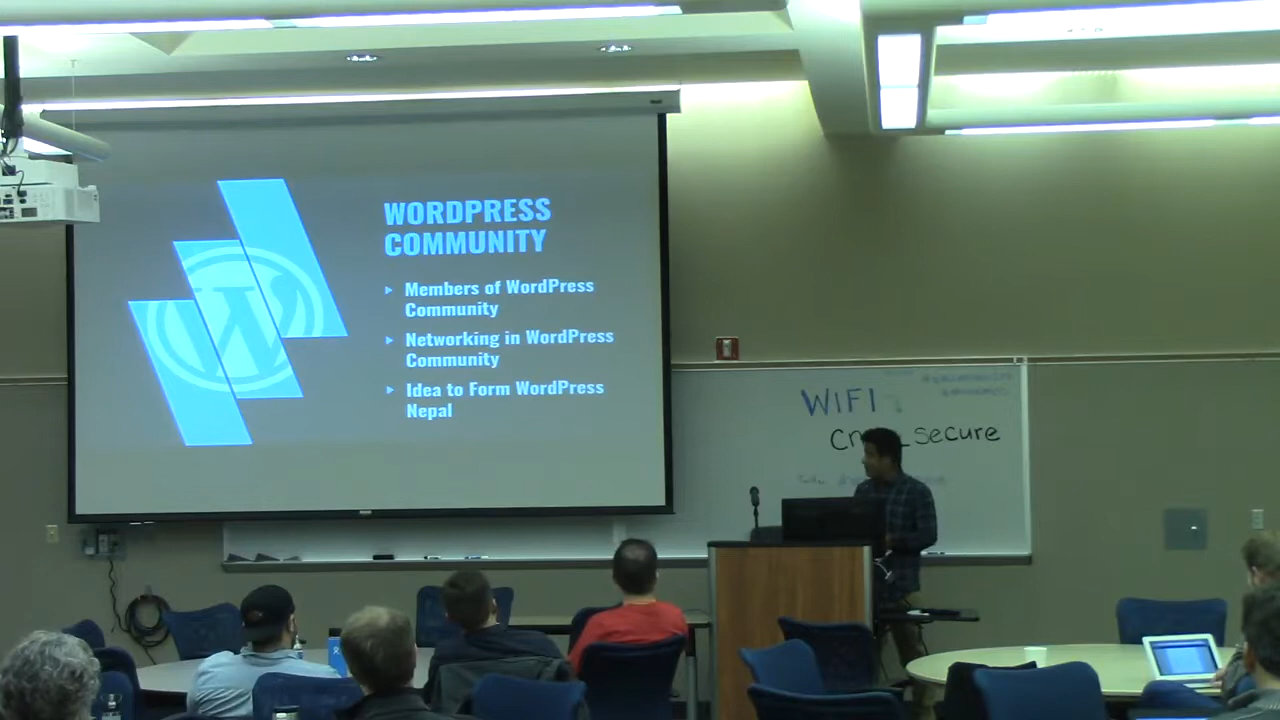 WORDPRESS
COMMUNITY
Members of WordPress
Community
Networking in WordPress
Community
Idea to Form WordPress
Nepal
WIFI
secure